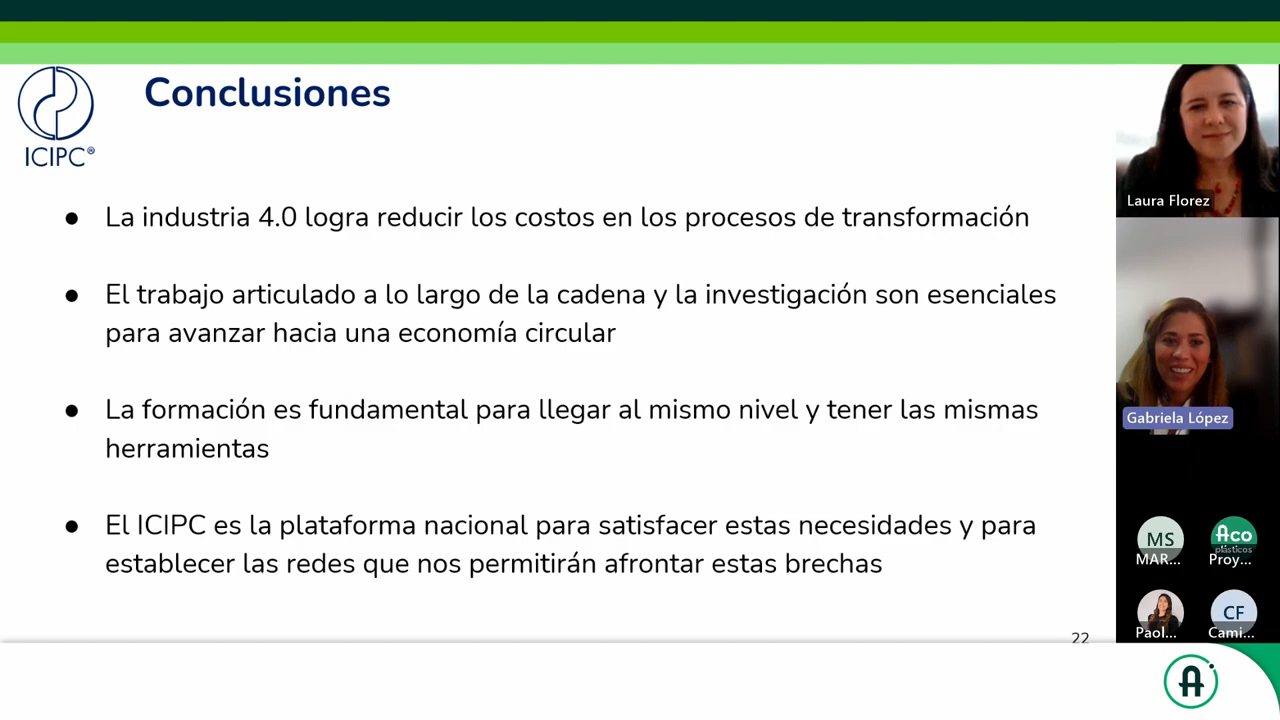 Conclusiones
ICIPC®
● La industria 4.0 logra reducir los costos en los procesos de transformación
● El trabajo articulado a lo largo de la cadena y la investigación son esenciales
para avanzar hacia una economía circular
● La formación es fundamental para llegar al mismo nivel y tener las mismas
herramientas
● El ICIPC es la plataforma nacional para satisfacer estas necesidades y para
establecer las redes que nos permitirán afrontar estas brechas
22
Laura Florez
Gabriela López
MS
MAR...
Aco
plásticos
Proy...
Paol...
CF
Cami...
A